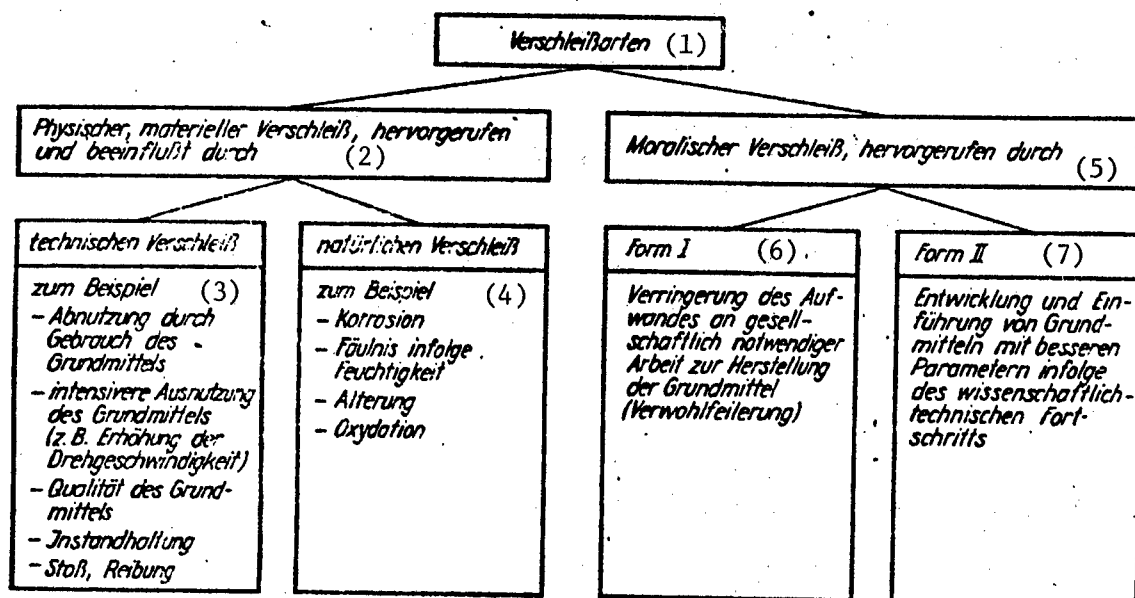 Verschleißarten (1)
Physischer, materieller Verschleiß, hervorgerufen
und beeinflußt durch (2)
Moralischer Verschleiß, hervorgerufen durch (5)
technischen Verschleiß
zum Beispiel (3)
– Abnutzung durch
Gebrauch des
Grundmittels
– intensivere Ausnutzung
des Grundmittels
(z. B. Erhöhung der
Drehgeschwindigkeit)
– Qualität des Grund-
mittels
– Instandhaltung
– Stoß, Reibung
natürlichen Verschleiß
zum Beispiel (4)
– Korrosion
– Fäulnis infolge
Feuchtigkeit
– Alterung
– Oxydation
Form I (6)
Verringerung des Auf-
wandes an gesell-
schaftlich notwendiger
Arbeit zur Herstellung
der Grundmittel
(Verwohlfeilerung)
Form II (7)
Entwicklung und Ein-
führung von Grund-
mitteln mit besseren
Parametern infolge
des wissenschaftlich-
technischen Fort-
schritts